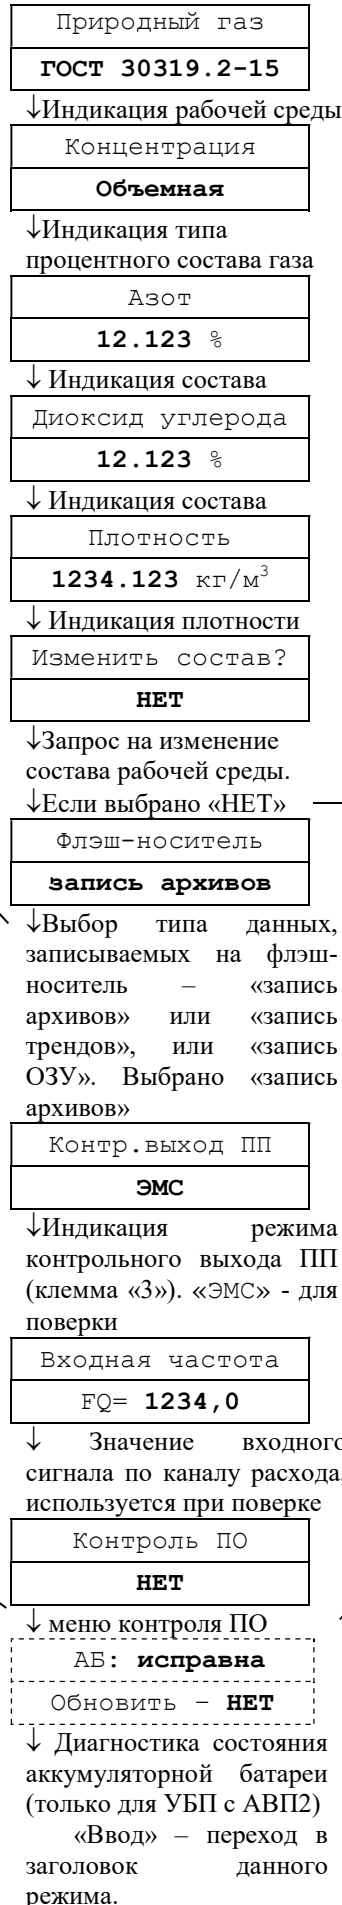 Природный газ
ГОСТ 30319.2-15
↓Индикация рабочей среды
Концентрация
Объемная
↓Индикация типа
процентного состава газа
Азот
12.123 %
↓ Индикация состава
Диоксид углерода
12.123 %
↓ Индикация состава
Плотность
1234.123 кг/м³
↓ Индикация плотности
Изменить состав?
НЕТ
↓Запрос на изменение
состава рабочей среды.
↓Если выбрано «НЕТ»
Флэш-носитель
запись архивов
↓Выбор типа данных,
записываемых на флэш-
носитель – «запись
архивов» или «запись
трендов», или «запись
ОЗУ». Выбрано «запись
архивов»
Контр.выход ПП
ЭМС
↓Индикация режима
контрольного выхода ПП
(клемма «3»). «ЭМС» - для
поверки
Входная частота
FQ= 1234,0
↓ Значение входного
сигнала по каналу расхода,
используется при поверке
Контроль ПО
НЕТ
↓ меню контроля ПО
АБ: исправна
Обновить – НЕТ
↓ Диагностика состояния
аккумуляторной батареи
(только для УБП с АВП2)
«Ввод» – переход в
заголовок данного
режима.